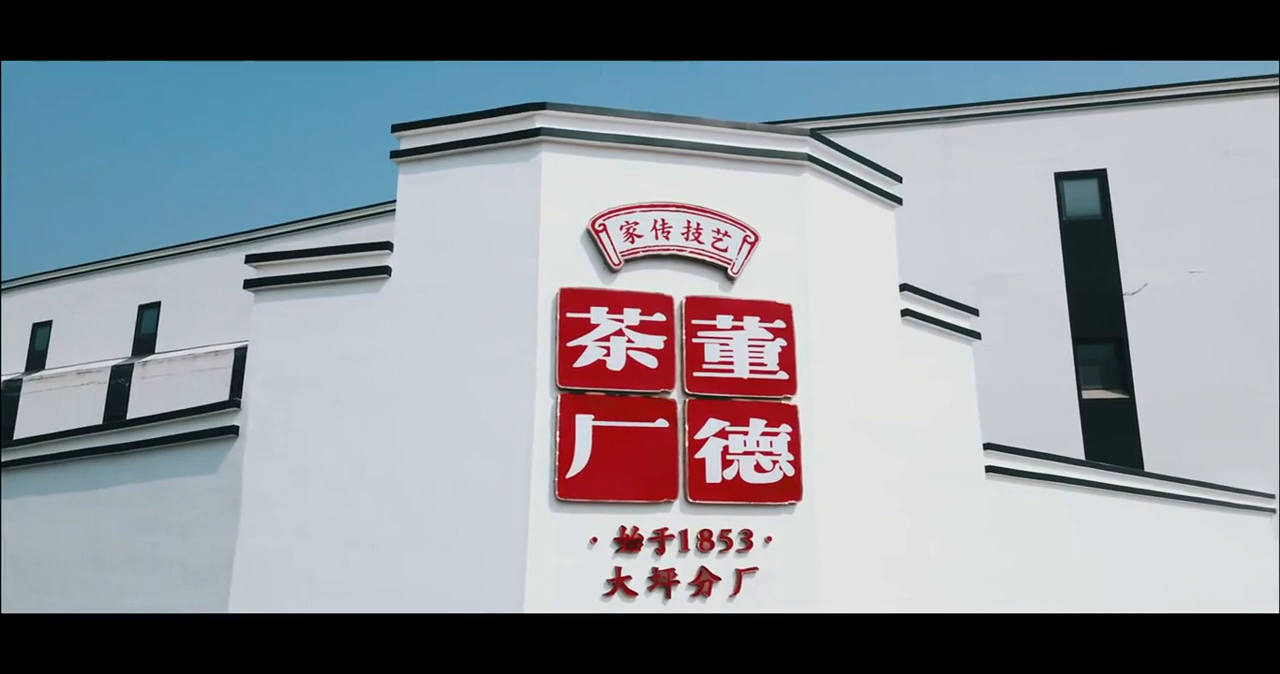 家传技艺
董德
茶厂
·始于1853·
大坪分厂